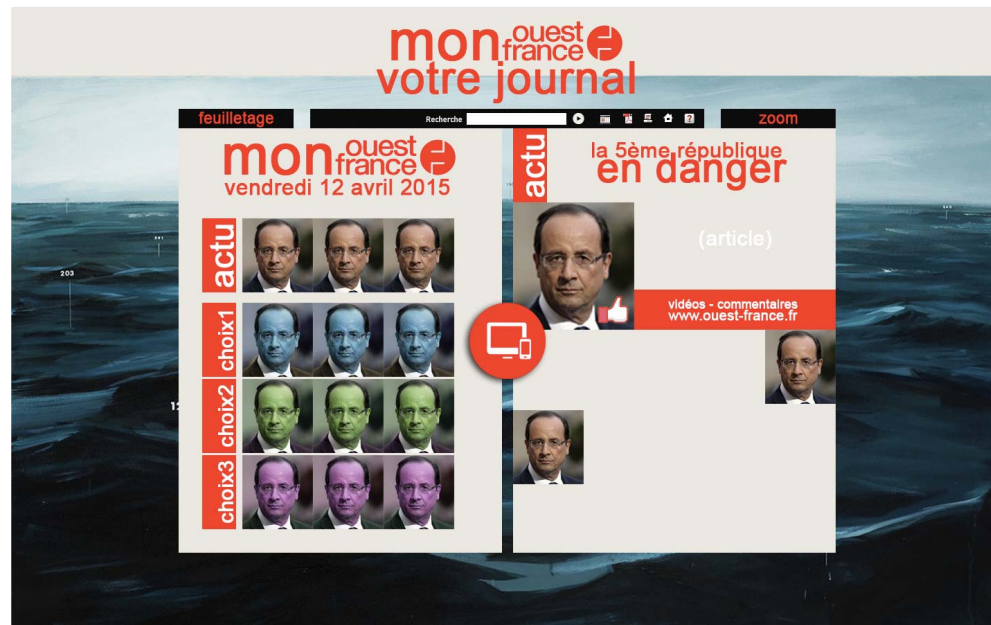 mon ouest
france
votre journal
feuilletage
Recherche
zoom
mon ouest
france
vendredi 12 avril 2015
actu
choix1
choix2
choix3
actu
la 5ème république
en danger
(article)
vidéos - commentaires
www.ouest-france.fr
203